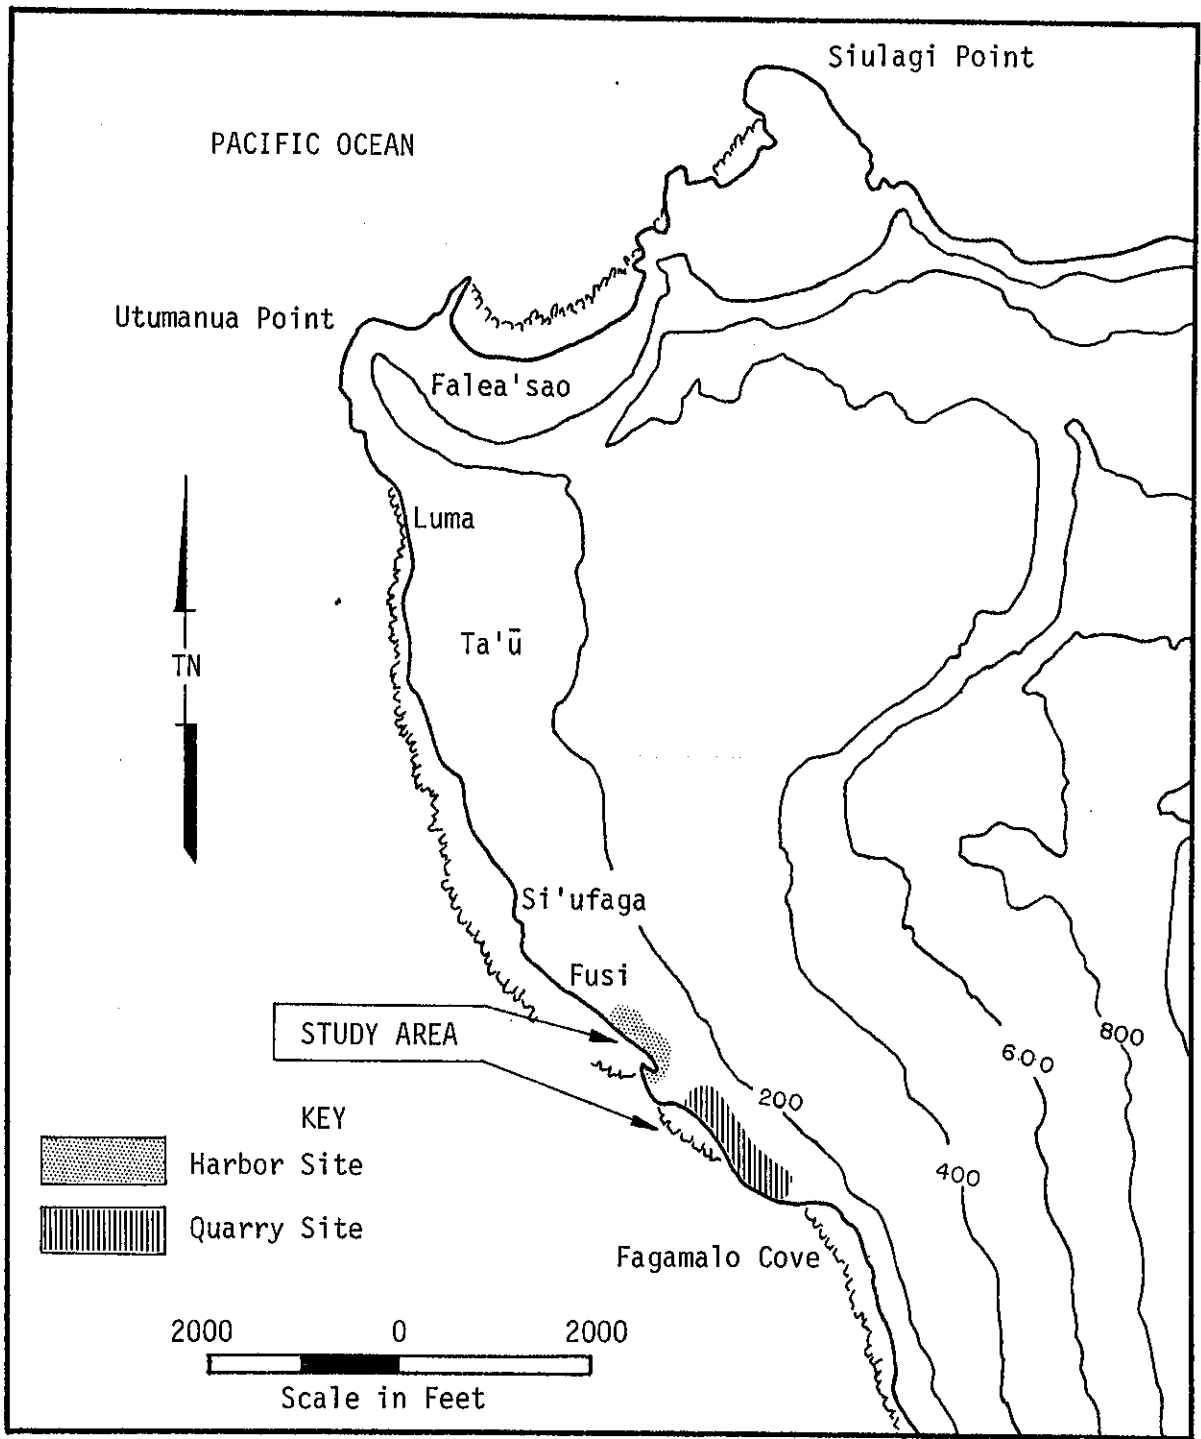 Siulagi Point
PACIFIC OCEAN
Utumanua Point
Falea'sao
Luma
Ta'ū
TN
Si'ufaga
Fusi
STUDY AREA
800
600
200
KEY
Harbor Site
400
Quarry Site
Fagamalo Cove
2000 0 2000
Scale in Feet